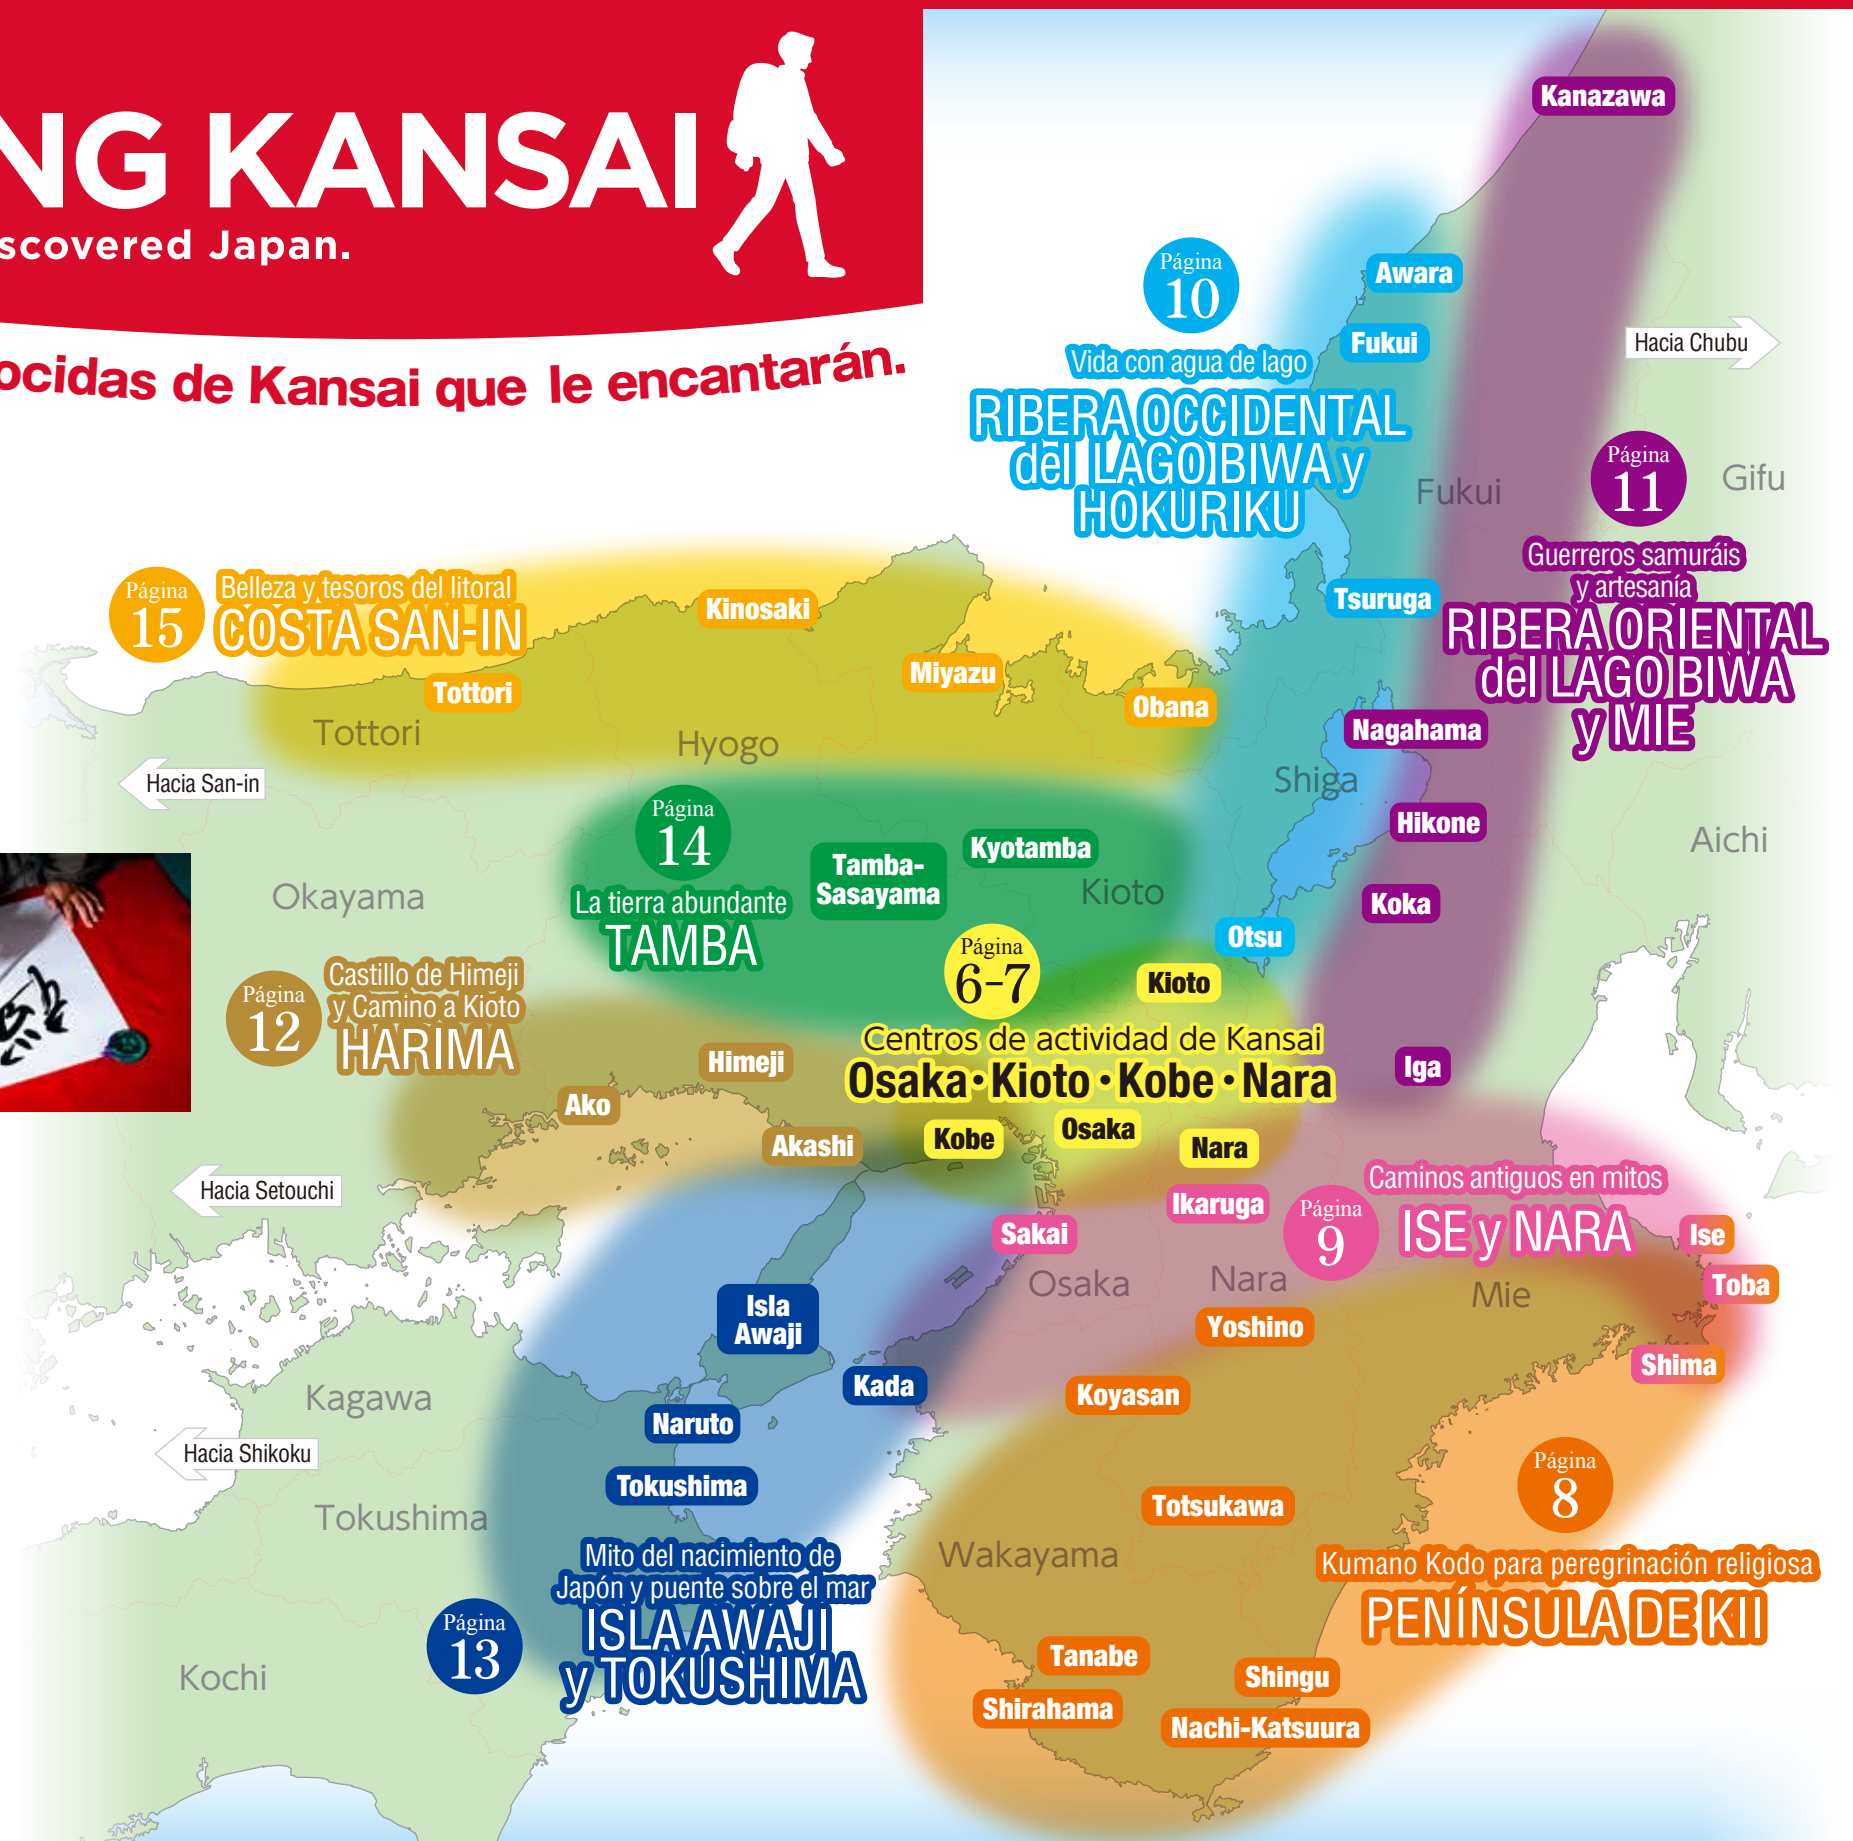 NG KANSAI
scovered Japan.
ocidas de Kansai que le encantarán.
Kanazawa
Página
10
Vida con agua de lago
RIBERA OCCIDENTAL
del LAGO BIWA y
HOKURIKU
Awara
Fukui
Hacia Chubu
Fukui
Página
11
Gifu
Guerreros samuráis
y artesanía
RIBERA ORIENTAL
del LAGO BIWA
y MIE
Tsuruga
Página
15
Belleza y tesoros del litoral
COSTA SAN-IN
Kinosaki
Miyazu
Tottori
Obana
Tottori
Hyogo
Nagahama
Shiga
Hacia San-in
Hikone
Aichi
Página
14
La tierra abundante
TAMBA
Tamba-
Sasayama
Kyotamba
Kioto
Koka
Okayama
Otsu
Página
12
Castillo de Himeji
y Camino a Kioto
HARIMA
Página
6-7
Kioto
Centros de actividad de Kansai
Osaka・Kioto・Kobe・Nara
Himeji
Iga
Ako
Akashi
Kobe
Osaka
Nara
Hacia Setouchi
Ikaruga
Página
9
Caminos antiguos en mitos
ISE y NARA
Sakai
Ise
Osaka
Nara
Mie
Toba
Isla
Awaji
Yoshino
Shima
Kagawa
Kada
Koyasan
Naruto
Hacia Shikoku
Tokushima
Página
8
Tokushima
Totsukawa
Mito del nacimiento de
Japón y puente sobre el mar
ISLA AWAJI
y TOKUSHIMA
Wakayama
Kumano Kodo para peregrinación religiosa
PENÍNSULA DE KII
Página
13
Kochi
Tanabe
Shingu
Shirahama
Nachi-Katsuura